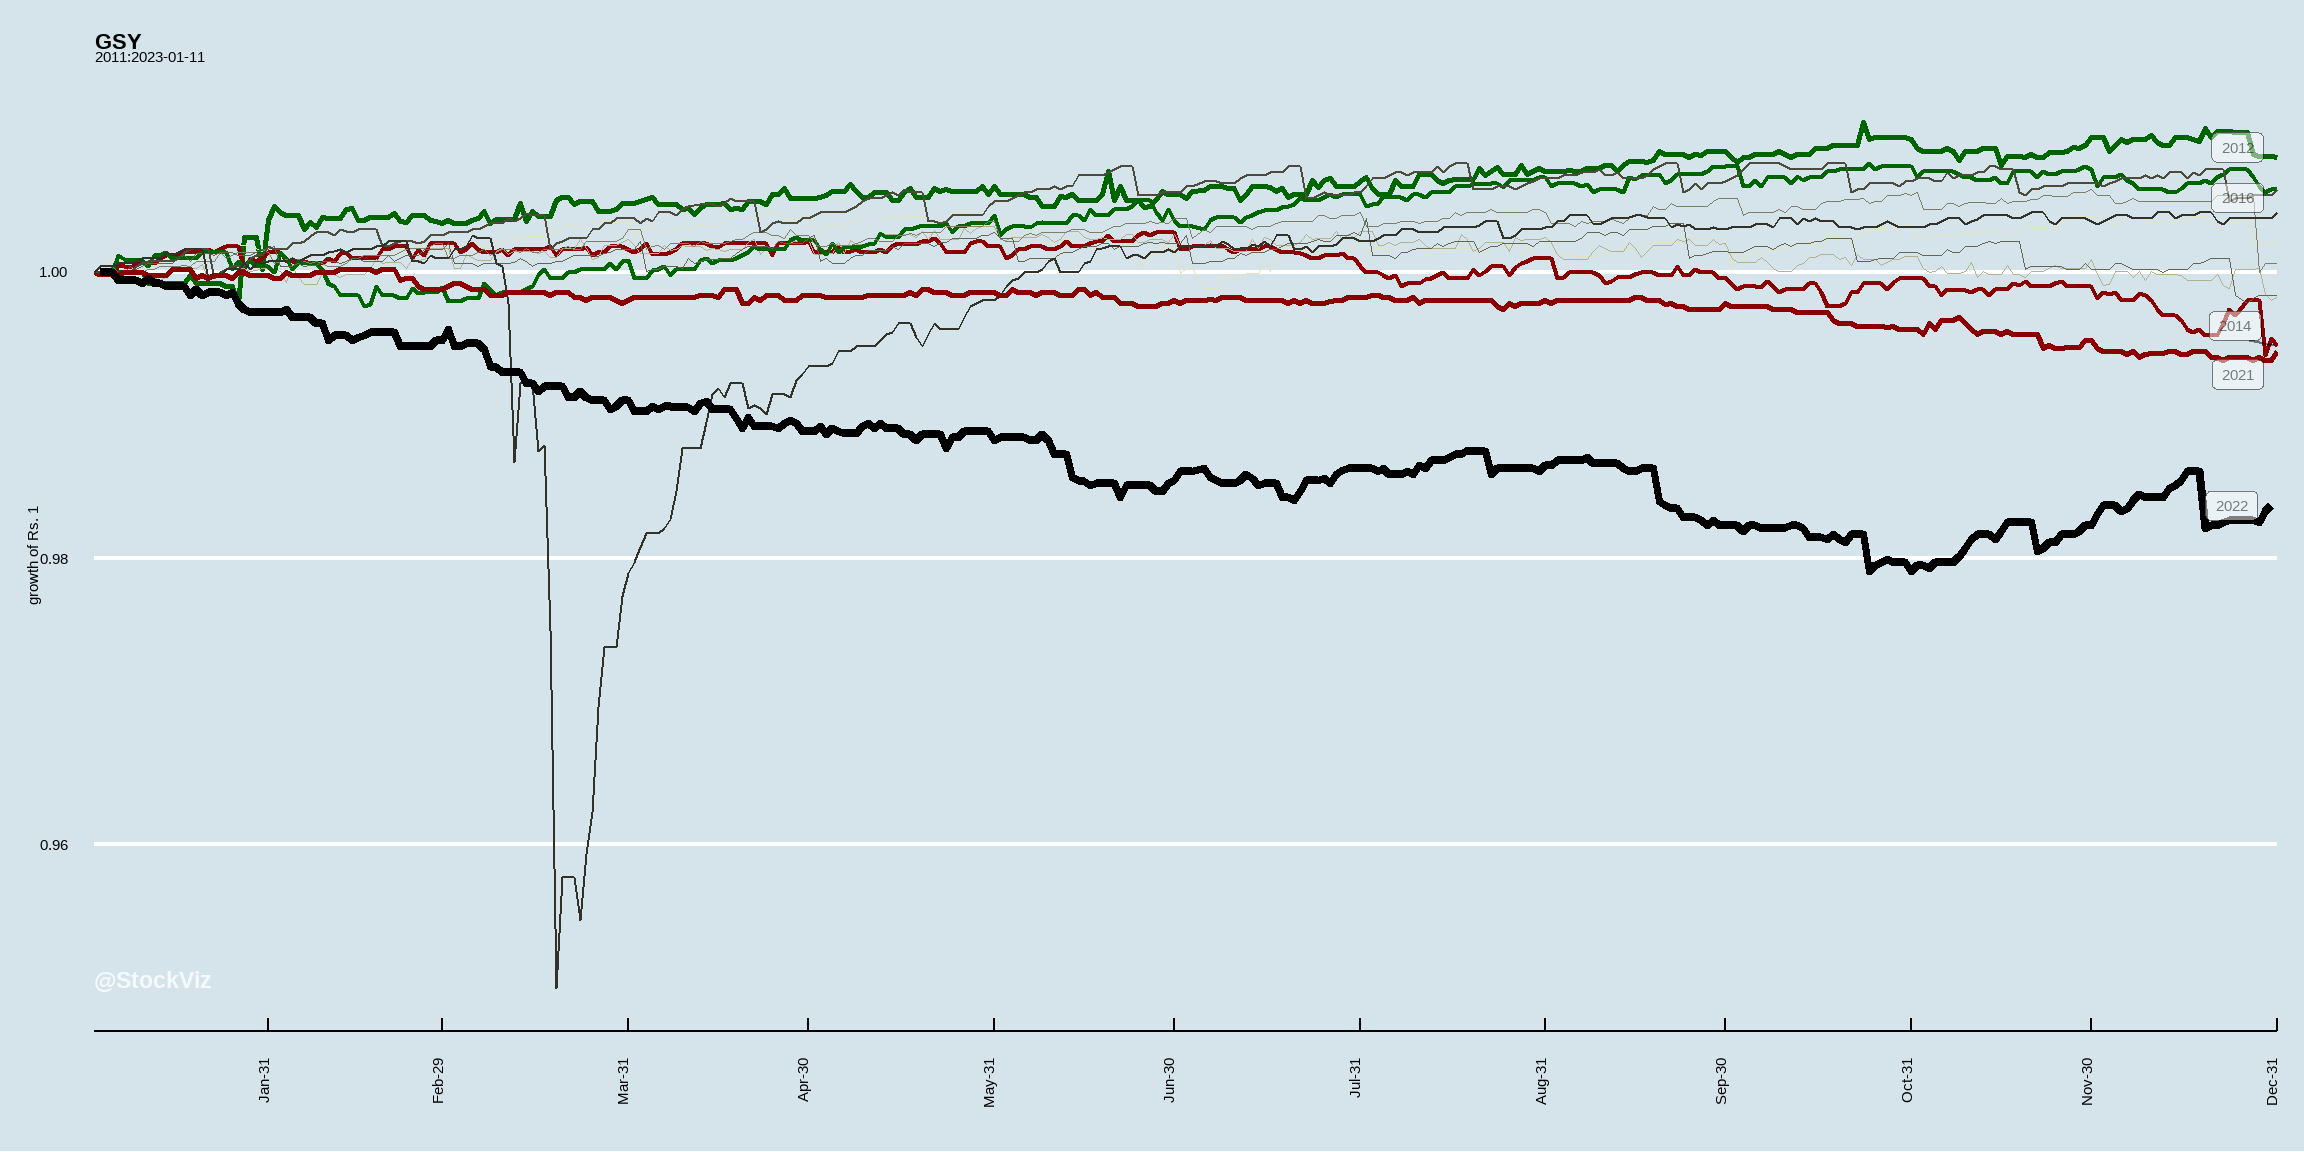 GSY
2011:2023-01-11
2012
2016
1.00
2014
2021
2022
growth of Rs. 1
0.98
0.96
@StockViz
Jan-31
Feb-29
Mar-31
Apr-30
May-31
Jun-30
Jul-31
Aug-31
Sep-30
Oct-31
Nov-30
Dec-31